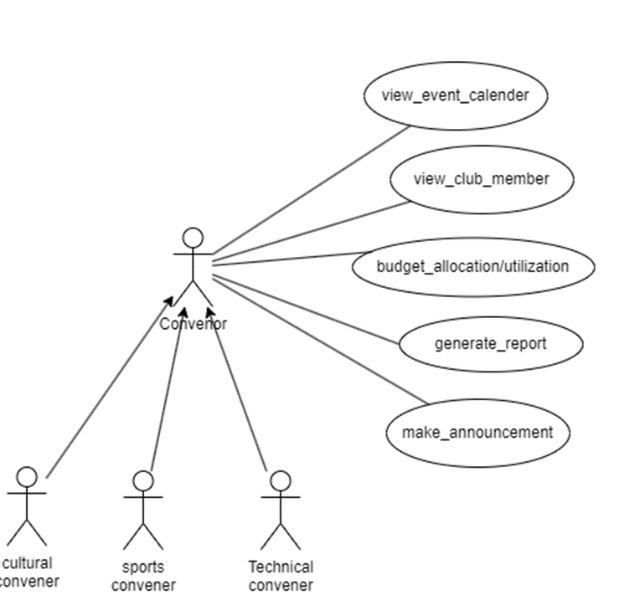 view_event_calender
view_club_member
budget_allocation/utilization
generate_report
Convenor
make_announcement
cultural
convener
sports
convener
Technical
convener